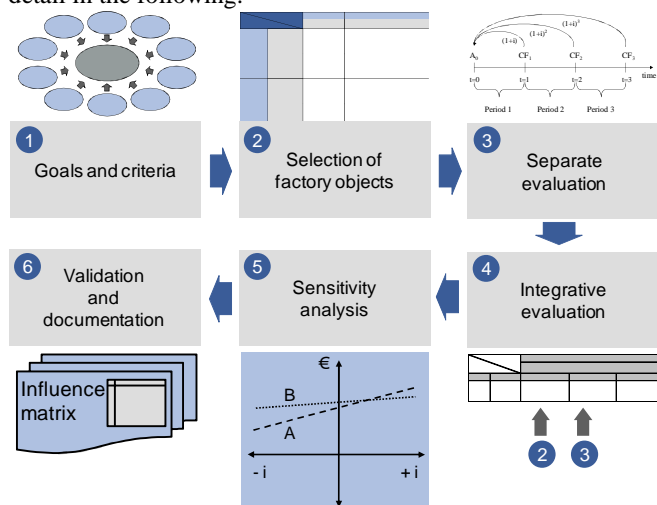 detail in the following.
(1+i)³
(1+i)²
(1+i)
A₀ CF₁ CF₂ CF₃
t=0 t=1 t=2 t=3
Period 1 Period 2 Period 3
1
Goals and criteria
2
Selection of
factory objects
3
Separate
evaluation
6
Validation
and
documentation
5
Sensitivity
analysis
4
Integrative
evaluation
Influence
matrix
€
B
A
- i + i
2 3